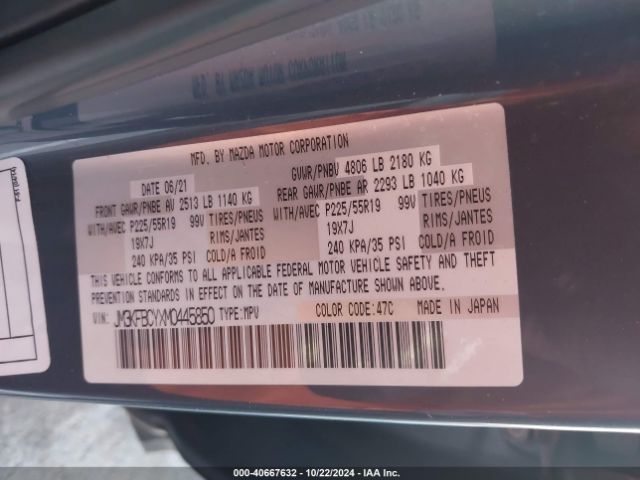 MFD. BY MAZDA MOTOR CORPORATION
DATE 06/21 GVWR/PNBV 4806 LB 2180 KG
FRONT GAWR/PNBE AV 2513 LB 1140 KG REAR GAWR/PNBE AR 2293 LB 1040 KG
WITH/AVEC P225/55R19 99V TIRES/PNEUS WITH/AVEC P225/55R19 99V TIRES/PNEUS
19X7J RIMS/JANTES 19X7J RIMS/JANTES
240 KPA/35 PSI COLD/A FROID 240 KPA/35 PSI COLD/A FROID
THIS VEHICLE CONFORMS TO ALL APPLICABLE FEDERAL MOTOR VEHICLE SAFETY AND THEFT
PREVENTION STANDARDS IN EFFECT ON THE DATE OF MANUFACTURE SHOWN ABOVE.
VIN: JM3KFBCYXM0445850 TYPE:MPV COLOR CODE:47C MADE IN JAPAN
000-40667632 - 10/22/2024 - IAA Inc.